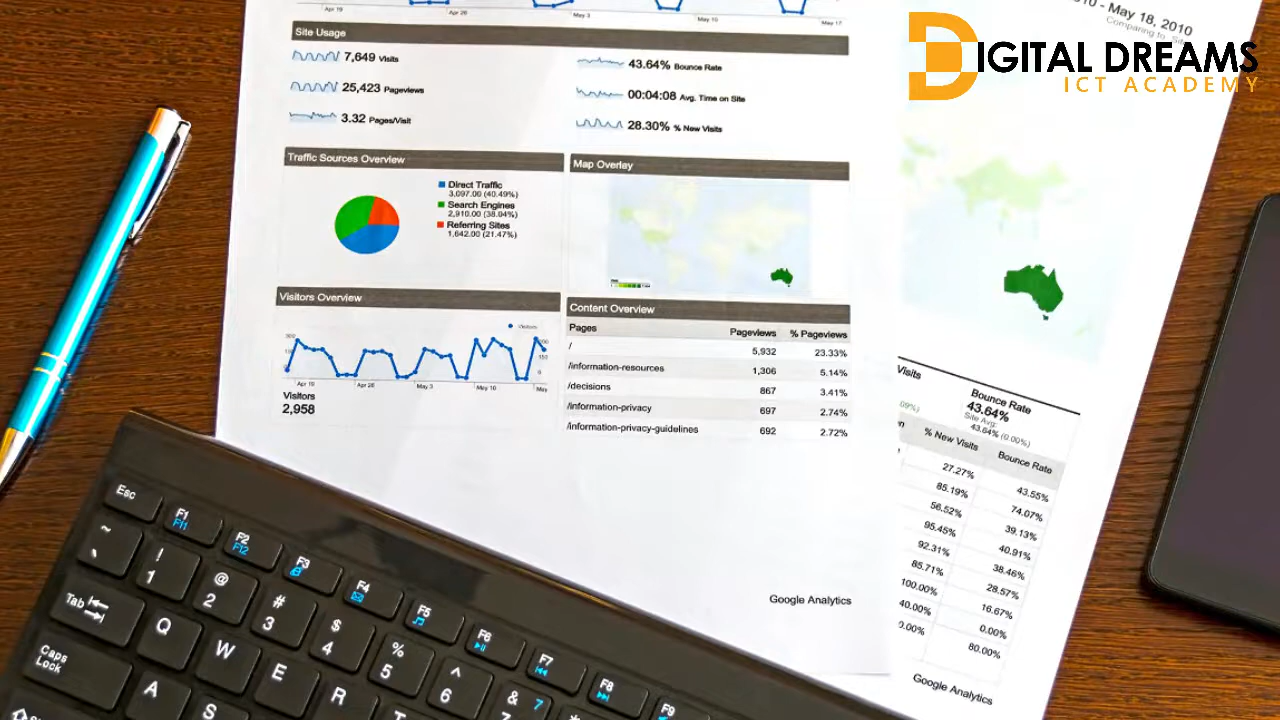 Apr 19 Apr 26 May 3 May 10 May 17
Site Usage
7,649 Visits
25,423 Pageviews
3.32 Pages/Visit
43.64% Bounce Rate
00:04:08 Avg. Time on Site
28.30% % New Visits
Traffic Sources Overview
Direct Traffic
3,097.00 (40.49%)
Search Engines
2,910.00 (38.04%)
Referring Sites
1,642.00 (21.47%)
Map Overlay
Visitors Overview
Visitors
Apr 19 Apr 26 May 3 May 10
Visitors
2,958
Content Overview
Pages Pageviews % Pageviews
/ 5,932 23.33%
/information-resources 1,306 5.14%
/decisions 867 3.41%
/information-privacy 697 2.74%
/information-privacy-guidelines 692 2.72%
Google Analytics
- May 18, 2010
Comparing to
DIGITAL DREAMS
ICT ACADEMY
Visits
Bounce Rate
43.64%
Site Avg:
43.64% (0.00%)
% New Visits Bounce Rate
27.27% 43.55%
85.19% 74.07%
56.52% 39.13%
95.45% 40.91%
92.31% 38.46%
85.71% 28.57%
100.00% 16.67%
40.00% 0.00%
0.00% 80.00%
Google Analytics
Esc F1 F2 F3 F4 F5 F6 F7 F8 F9
F11 F12
~ ! @ # $ % ^ & *
` 1 2 3 4 5 6 7
Tab Q W E R T
Caps Lock A S